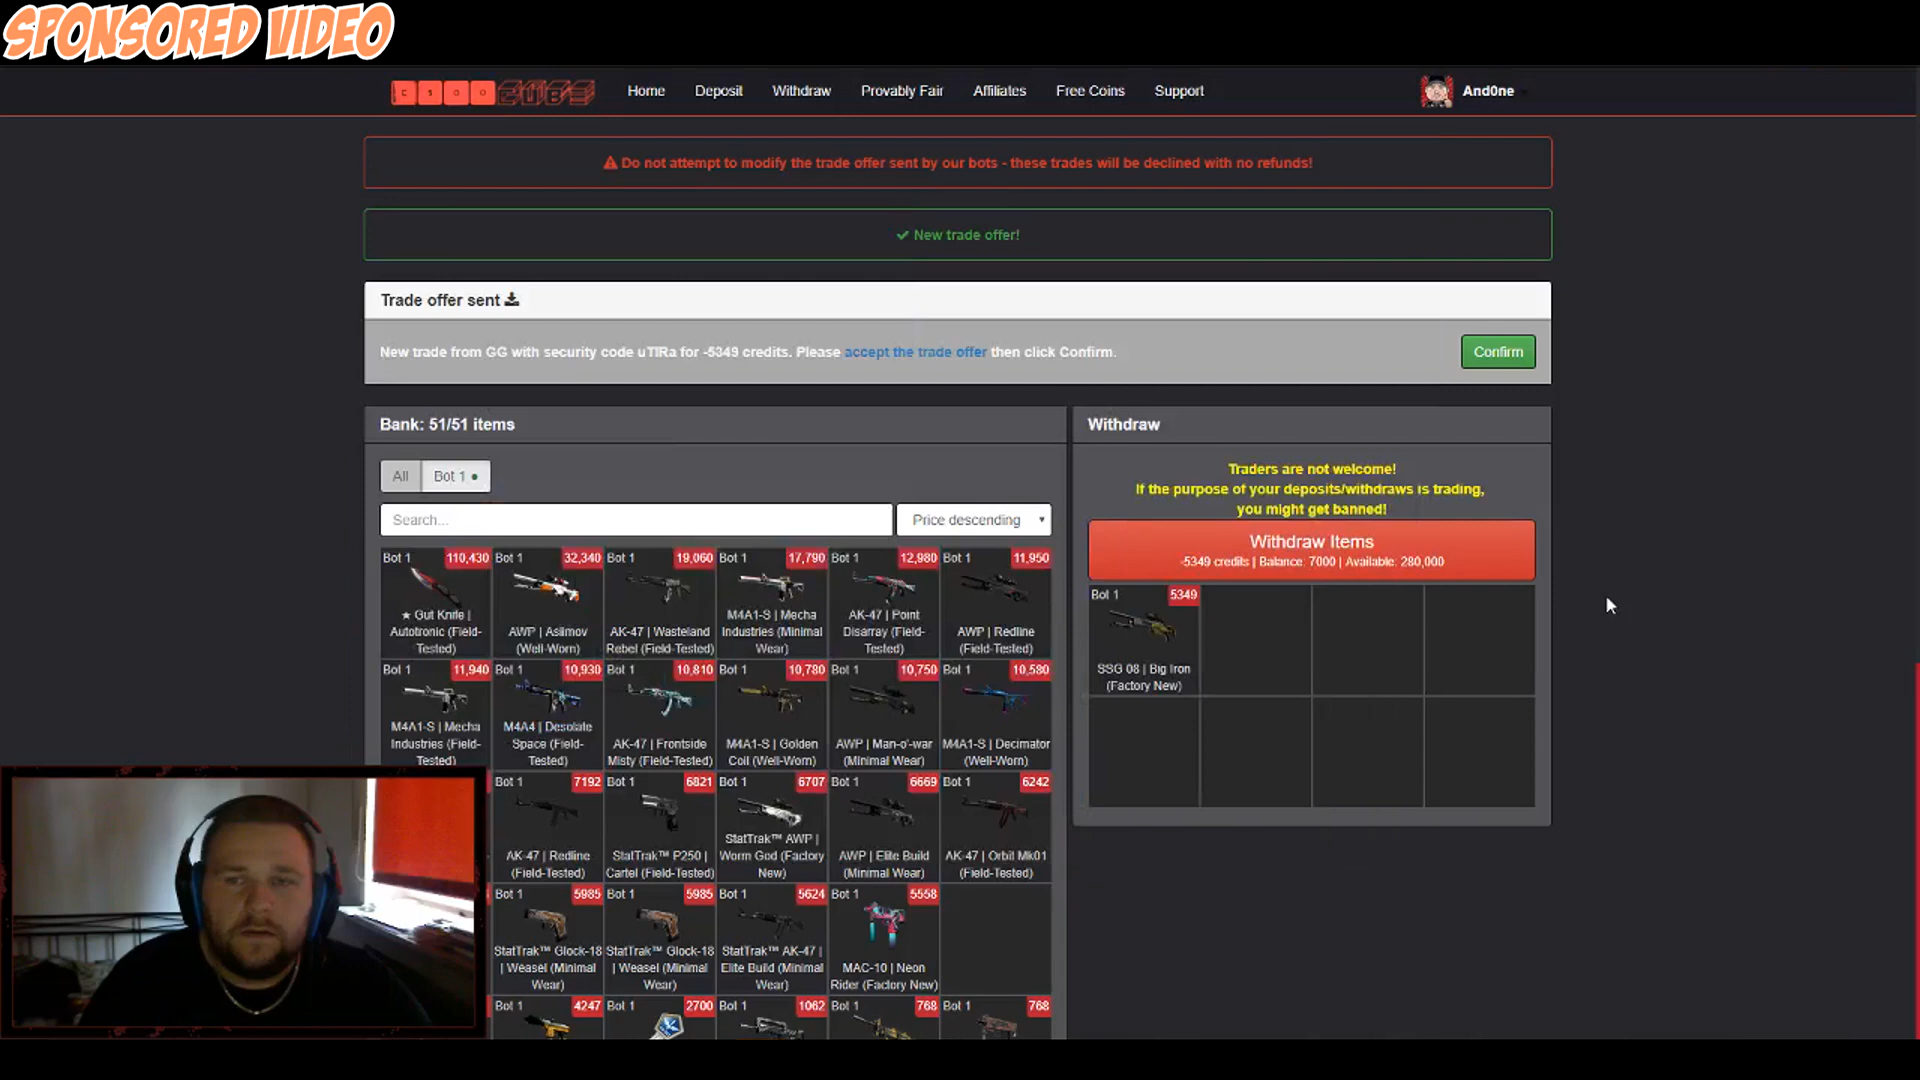 SPONSORED VIDEO
CSGO CUBE
Home Deposit Withdraw Provably Fair Affiliates Free Coins Support
And0ne
Do not attempt to modify the trade offer sent by our bots - these trades will be declined with no refunds!
New trade offer!
Trade offer sent
New trade from GG with security code uTIRa for -5349 credits. Please accept the trade offer then click Confirm.
Confirm
Bank: 51/51 items
Withdraw
All Bot 1
Search...
Price descending
Traders are not welcome!
If the purpose of your deposits/withdraws is trading,
you might get banned!
Withdraw Items
-5349 credits | Balance: 7000 | Available: 280,000
Bot 1 5349
SSG 08 | Big Iron
(Factory New)
Bot 1 110,430 Bot 1 32,340 Bot 1 19,060 Bot 1 17,790 Bot 1 12,980 Bot 1 11,950
★ Gut Knife |
Autotronic (Field-
Tested)
AWP | Asiimov
(Well-Worn)
AK-47 | Wasteland
Rebel (Field-Tested)
M4A1-S | Mecha
Industries (Minimal
Wear)
AK-47 | Point
Disarray (Field-
Tested)
AWP | Redline
(Field-Tested)
Bot 1 11,940 Bot 1 10,930 Bot 1 10,810 Bot 1 10,780 Bot 1 10,750 Bot 1 10,580
M4A1-S | Mecha
Industries (Field-
Tested)
M4A4 | Desolate
Space (Field-
Tested)
AK-47 | Frontside
Misty (Field-Tested)
M4A1-S | Golden
Coil (Well-Worn)
AWP | Man-o'-war
(Minimal Wear)
M4A1-S | Decimator
(Well-Worn)
Bot 1 7192 Bot 1 6821 Bot 1 6707 Bot 1 6669 Bot 1 6242
AK-47 | Redline
(Field-Tested)
StatTrak™ P250 |
Cartel (Field-Tested)
StatTrak™ AWP |
Worm God (Factory
New)
AWP | Elite Build
(Minimal Wear)
AK-47 | Orbit Mk01
(Field-Tested)
Bot 1 5985 Bot 1 5985 Bot 1 5624 Bot 1 5558
StatTrak™ Glock-18
| Weasel (Minimal
Wear)
StatTrak™ Glock-18
| Weasel (Minimal
Wear)
StatTrak™ AK-47 |
Elite Build (Minimal
Wear)
MAC-10 | Neon
Rider (Factory New)
Bot 1 4247 Bot 1 2700 Bot 1 1062 Bot 1 768 Bot 1 768